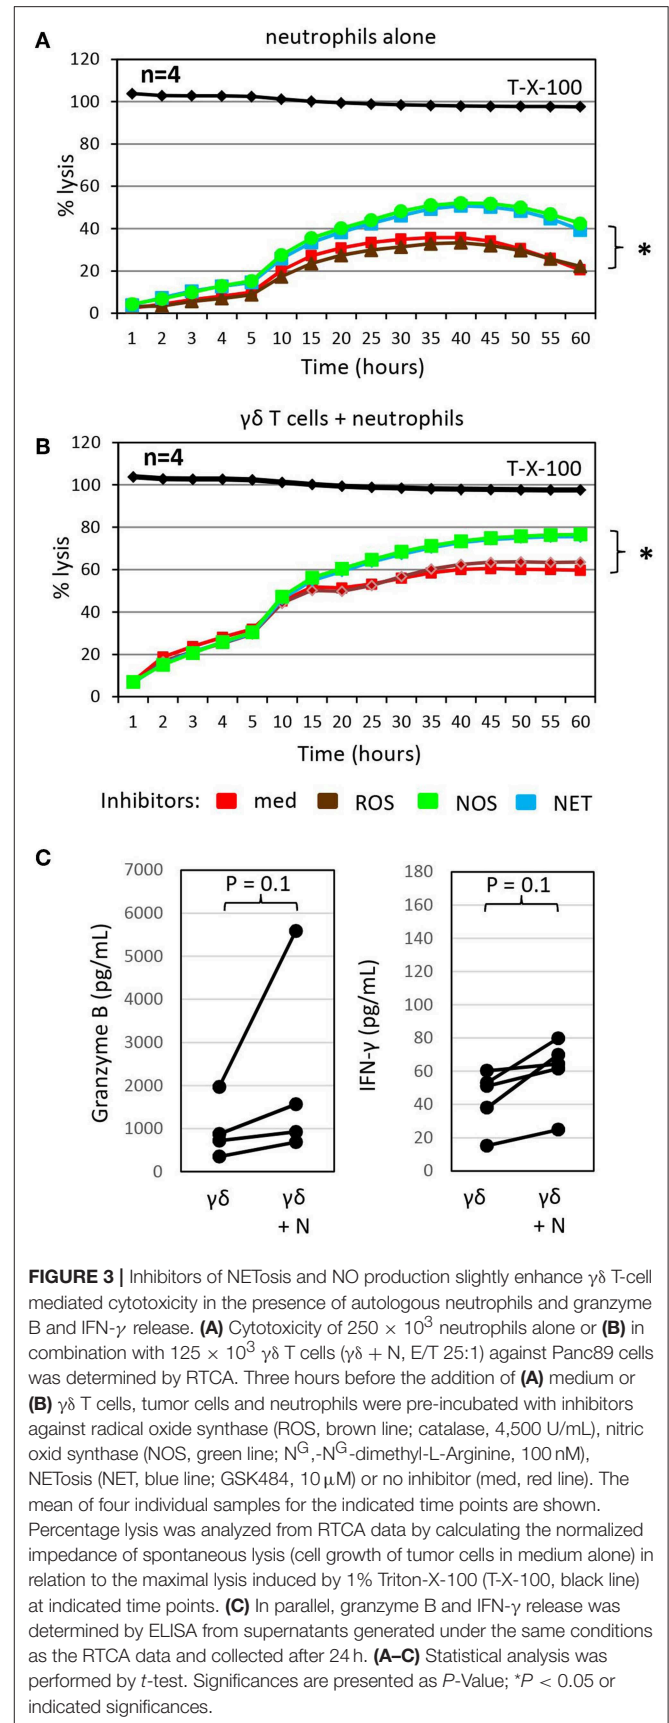 A
neutrophils alone
n=4
T-X-100
% lysis
120
100
80
60
40
20
0
*
1 2 3 4 5 10 15 20 25 30 35 40 45 50 55 60
Time (hours)
γδ T cells + neutrophils
B
n=4
T-X-100
% lysis
120
100
80
60
40
20
0
*
1 2 3 4 5 10 15 20 25 30 35 40 45 50 55 60
Time (hours)
Inhibitors: med ROS NOS NET
C
Granzyme B (pg/mL)
7000
6000
5000
4000
3000
2000
1000
0
P = 0.1
γδ γδ
+ N
IFN-γ (pg/mL)
180
160
140
120
100
80
60
40
20
0
P = 0.1
γδ γδ
+ N
FIGURE 3 | Inhibitors of NETosis and NO production slightly enhance γδ T-cell
mediated cytotoxicity in the presence of autologous neutrophils and granzyme
B and IFN-γ release. (A) Cytotoxicity of 250 × 10³ neutrophils alone or (B) in
combination with 125 × 10³ γδ T cells (γδ + N, E/T 25:1) against Panc89 cells
was determined by RTCA. Three hours before the addition of (A) medium or
(B) γδ T cells, tumor cells and neutrophils were pre-incubated with inhibitors
against radical oxide synthase (ROS, brown line; catalase, 4,500 U/mL), nitric
oxid synthase (NOS, green line; Nᴳ,-Nᴳ-dimethyl-L-Arginine, 100 nM),
NETosis (NET, blue line; GSK484, 10 μM) or no inhibitor (med, red line). The
mean of four individual samples for the indicated time points are shown.
Percentage lysis was analyzed from RTCA data by calculating the normalized
impedance of spontaneous lysis (cell growth of tumor cells in medium alone) in
relation to the maximal lysis induced by 1% Triton-X-100 (T-X-100, black line)
at indicated time points. (C) In parallel, granzyme B and IFN-γ release was
determined by ELISA from supernatants generated under the same conditions
as the RTCA data and collected after 24 h. (A–C) Statistical analysis was
performed by t-test. Significances are presented as P-Value; *P < 0.05 or
indicated significances.